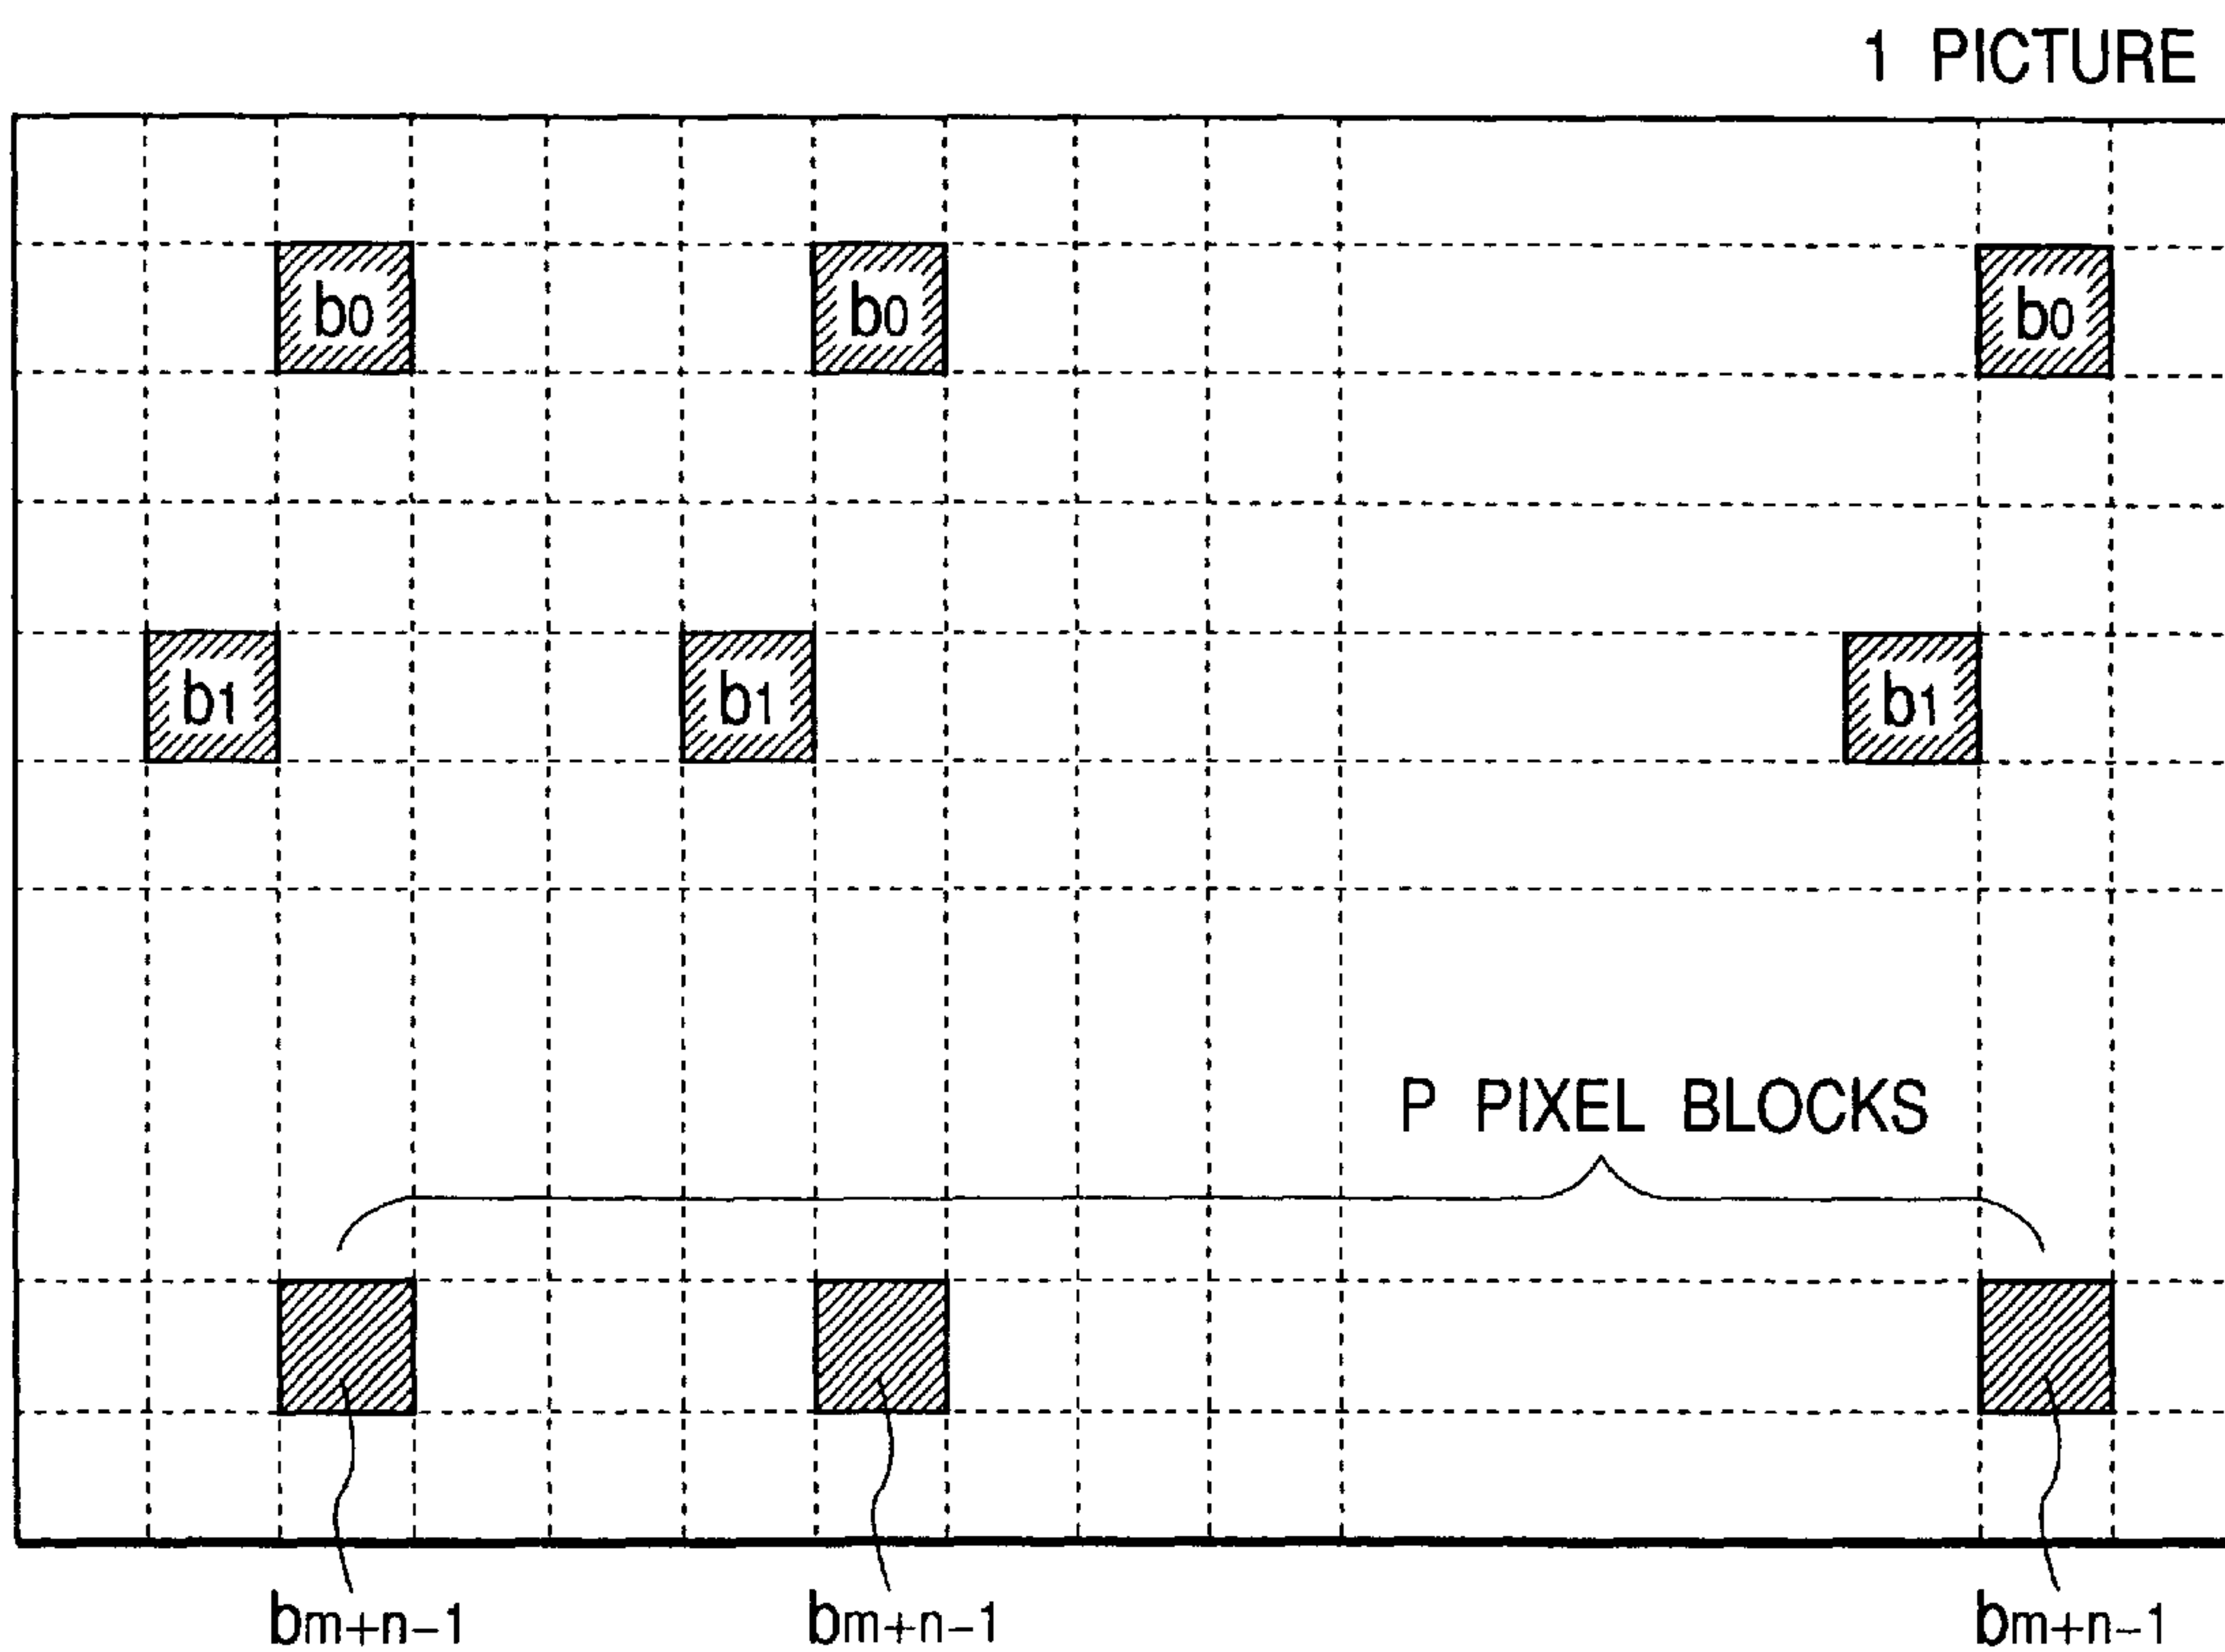 1 PICTURE
b0 b0 b0
b1 b1 b1
P PIXEL BLOCKS
bm+n-1 bm+n-1 bm+n-1